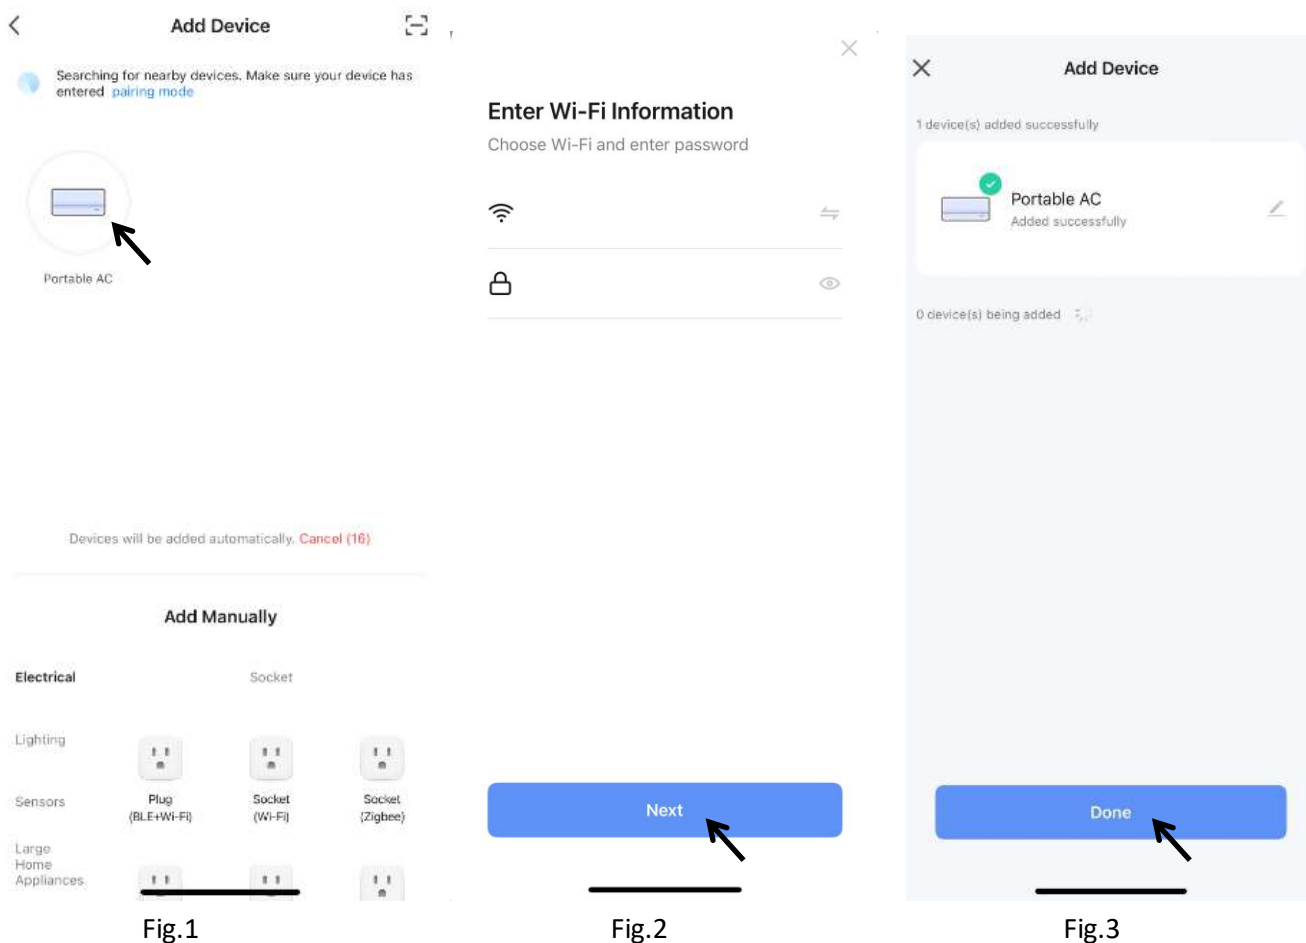 Add Device
Searching for nearby devices. Make sure your device has
entered pairing mode
Portable AC
Devices will be added automatically. Cancel (16)
Add Manually
Electrical
Socket
Lighting
Sensors
Large
Home
Appliances
Plug
(BLE+Wi-Fi)
Socket
(Wi-Fi)
Socket
(Zigbee)
Fig.1
Enter Wi-Fi Information
Choose Wi-Fi and enter password
Next
Fig.2
Add Device
1 device(s) added successfully
Portable AC
Added successfully
0 device(s) being added
Done
Fig.3